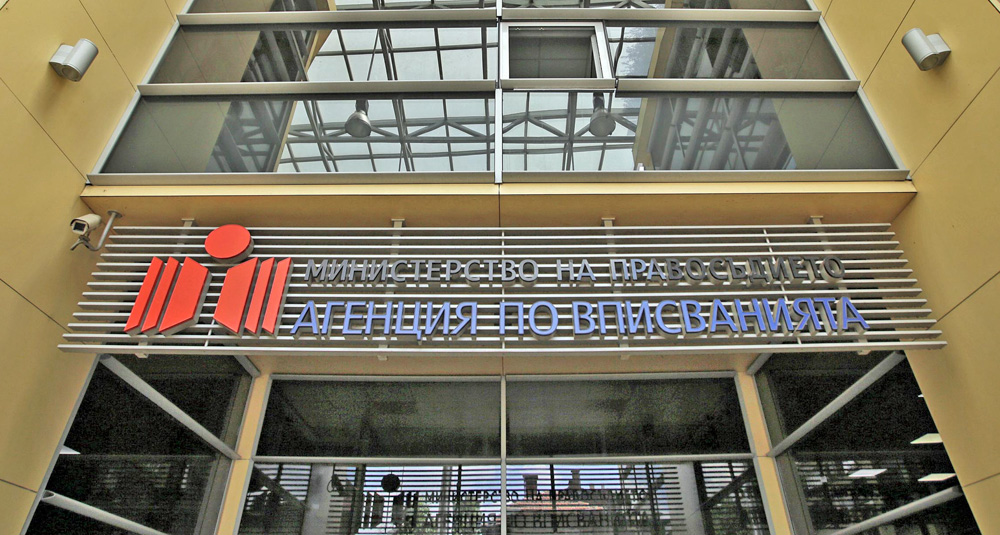 МИНИСТЕРСТВО НА ПРАВОСЪДИЕТО
АГЕНЦИЯ ПО ВПИСВАНИЯТА